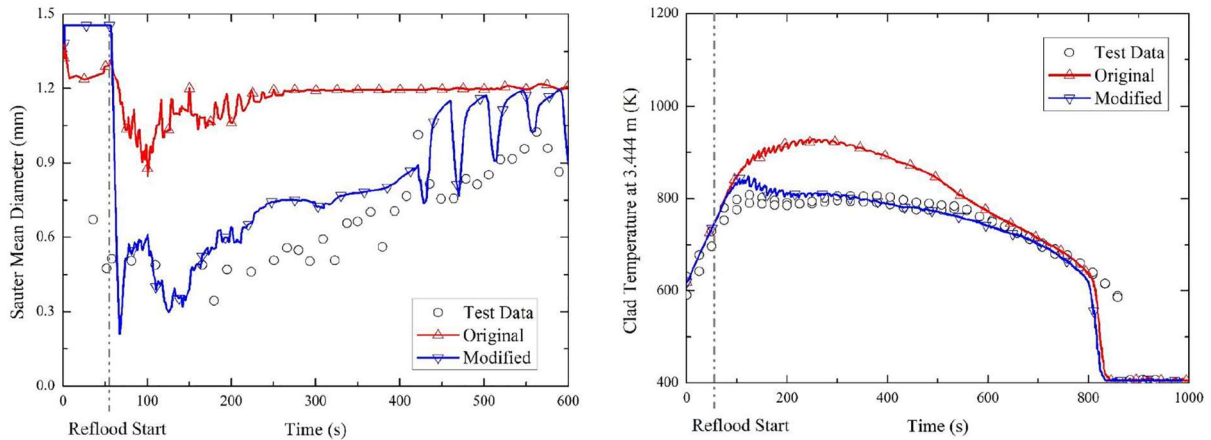 1.5
1.2
0.9
0.6
0.3
0.0
Sauter Mean Diameter (mm)
Test Data
Original
Modified
0 100 200 300 400 500 600
Reflood Start Time (s)
1200
1000
800
600
400
Clad Temperature at 3.444 m (K)
Test Data
Original
Modified
0 200 400 600 800 1000
Reflood Start Time (s)